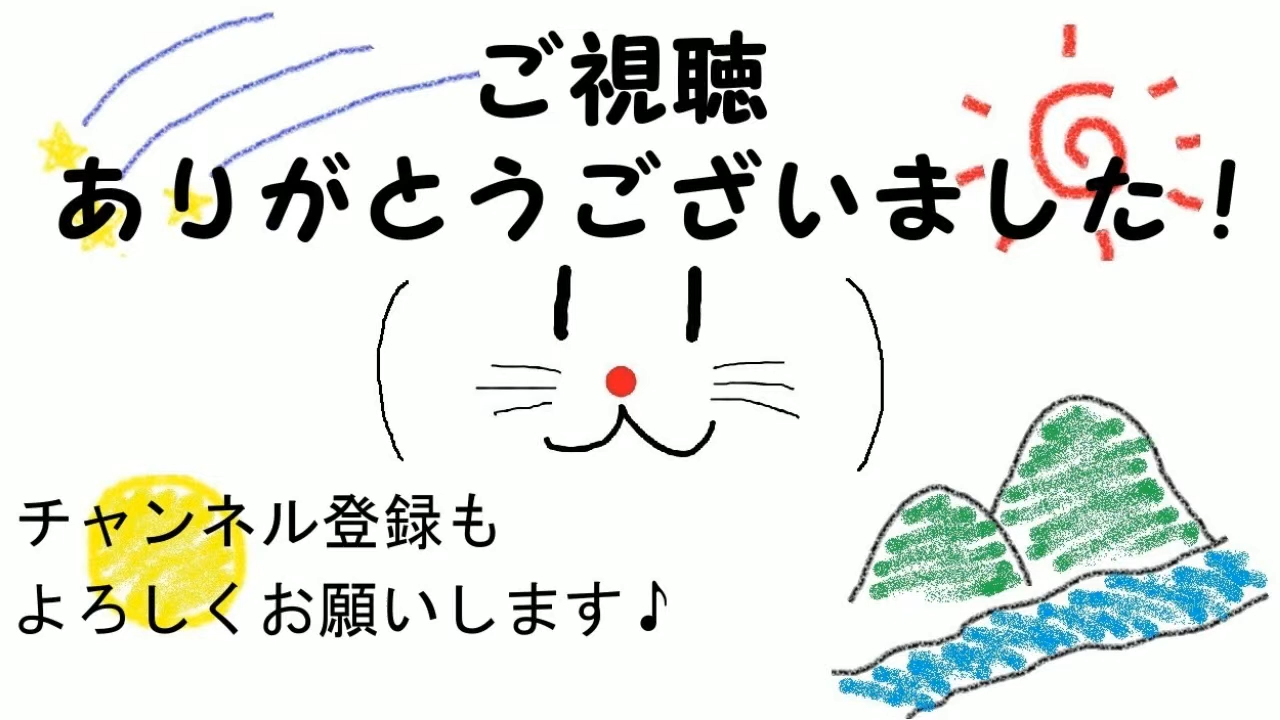 ご視聴
ありがとうございました!
チャンネル登録も
よろしくお願いします♪